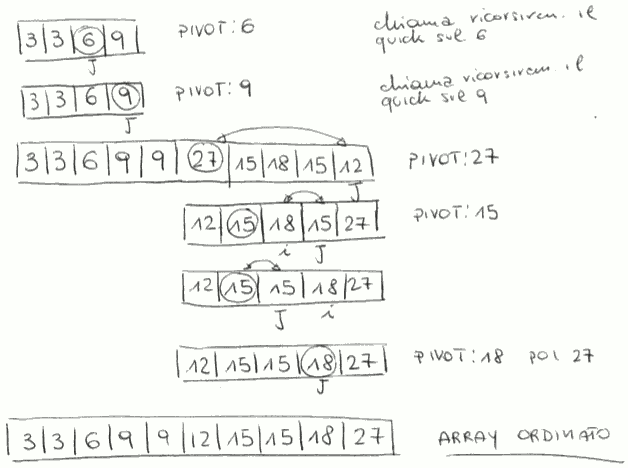 |3|3|6|9| PIVOT: 6 chiama ricorsivam. il
J quick sul 6
|3|3|6|9| PIVOT: 9 chiama ricorsivam. il
J quick sul 9
|3|3|6|9|9|27|15|18|15|12| PIVOT: 27
J
|12|15|18|15|27| PIVOT: 15
i J
|12|15|15|18|27|
J i
|12|15|15|18|27| PIVOT: 18 POI 27
J
|3|3|6|9|9|12|15|15|18|27| ARRAY ORDINATO